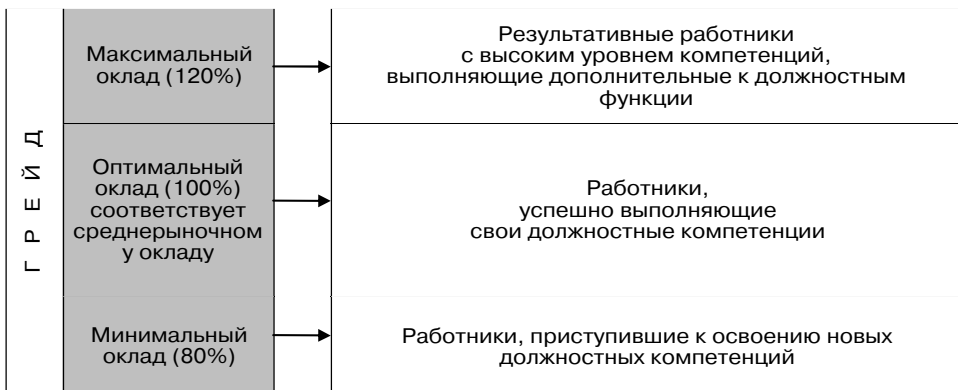 ГРЕЙД
Максимальный
оклад (120%)
Результативные работники
с высоким уровнем компетенций,
выполняющие дополнительные к должностным
функции
Оптимальный
оклад (100%)
соответствует
среднерыночном
у окладу
Работники,
успешно выполняющие
свои должностные компетенции
Минимальный
оклад (80%)
Работники, приступившие к освоению новых
должностных компетенций